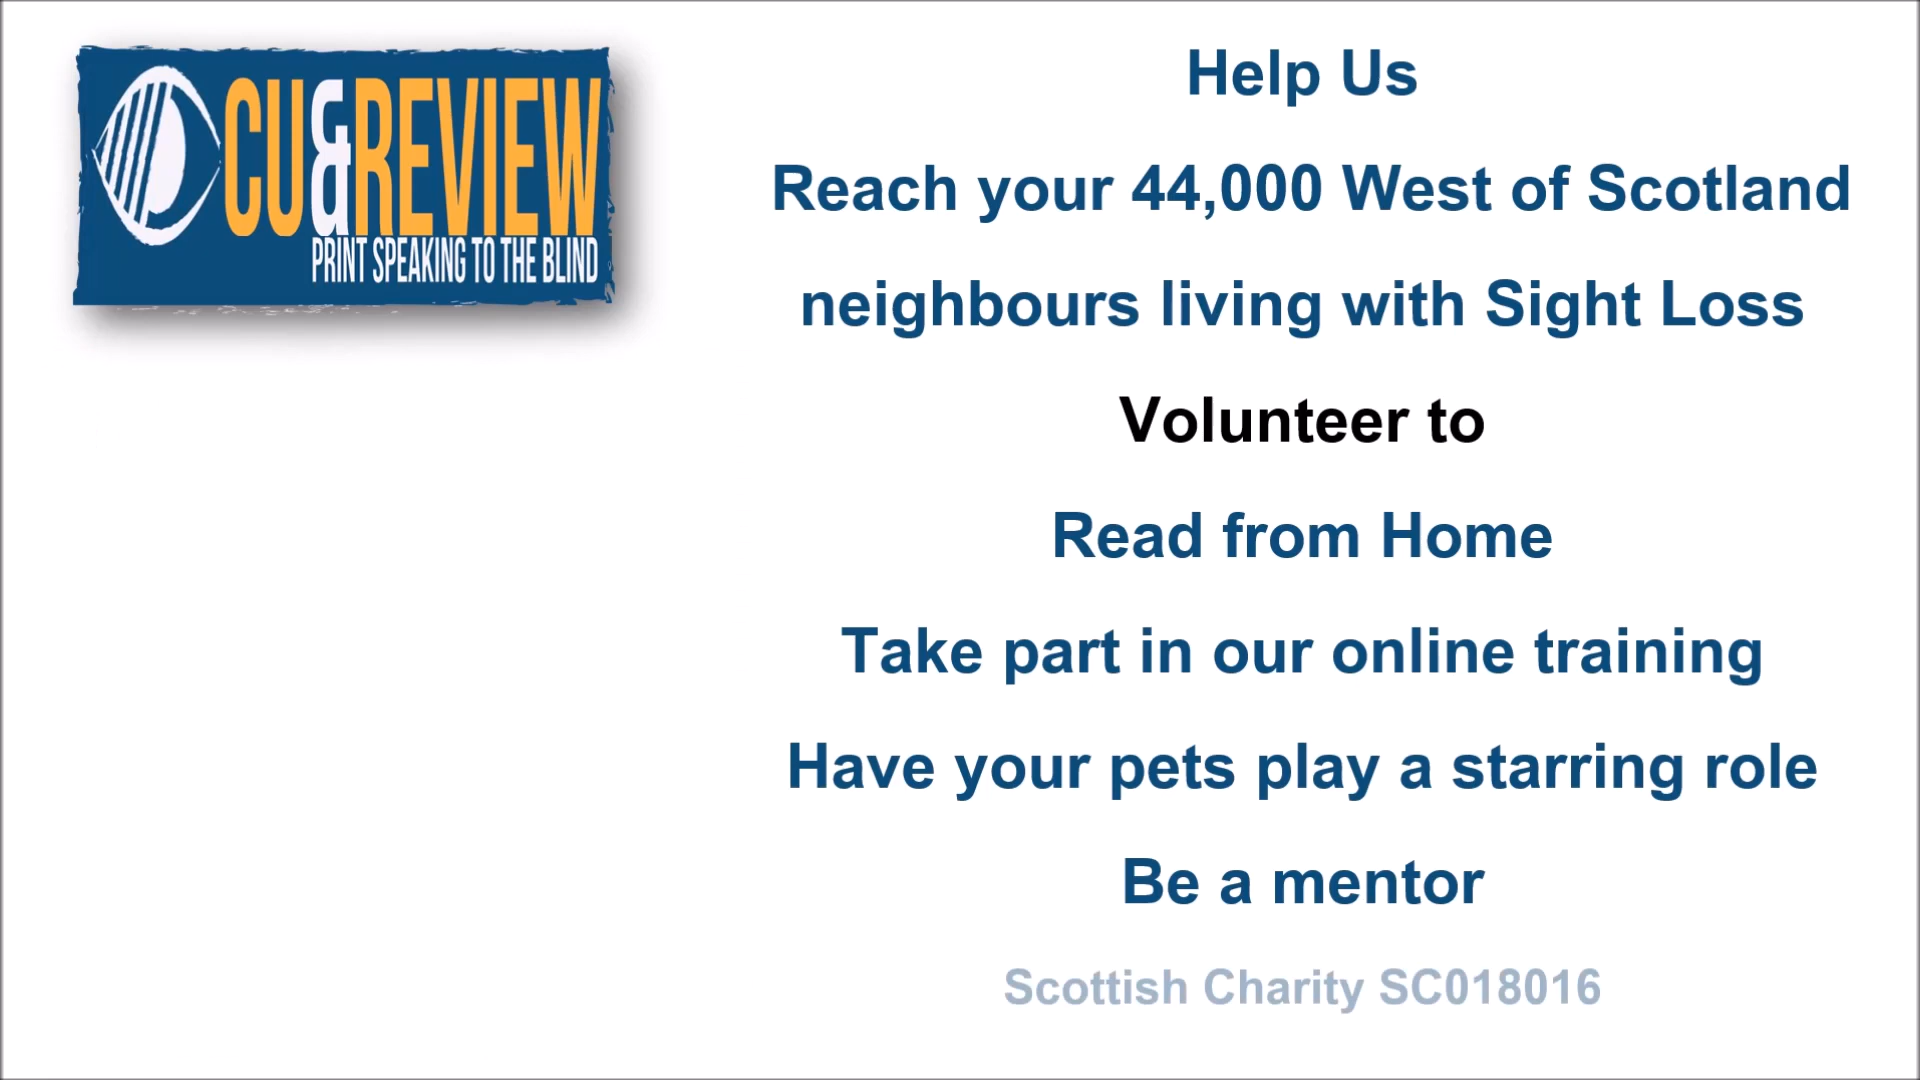 CU&REVIEW
PRINT SPEAKING TO THE BLIND
Help Us
Reach your 44,000 West of Scotland
neighbours living with Sight Loss
Volunteer to
Read from Home
Take part in our online training
Have your pets play a starring role
Be a mentor
Scottish Charity SC018016